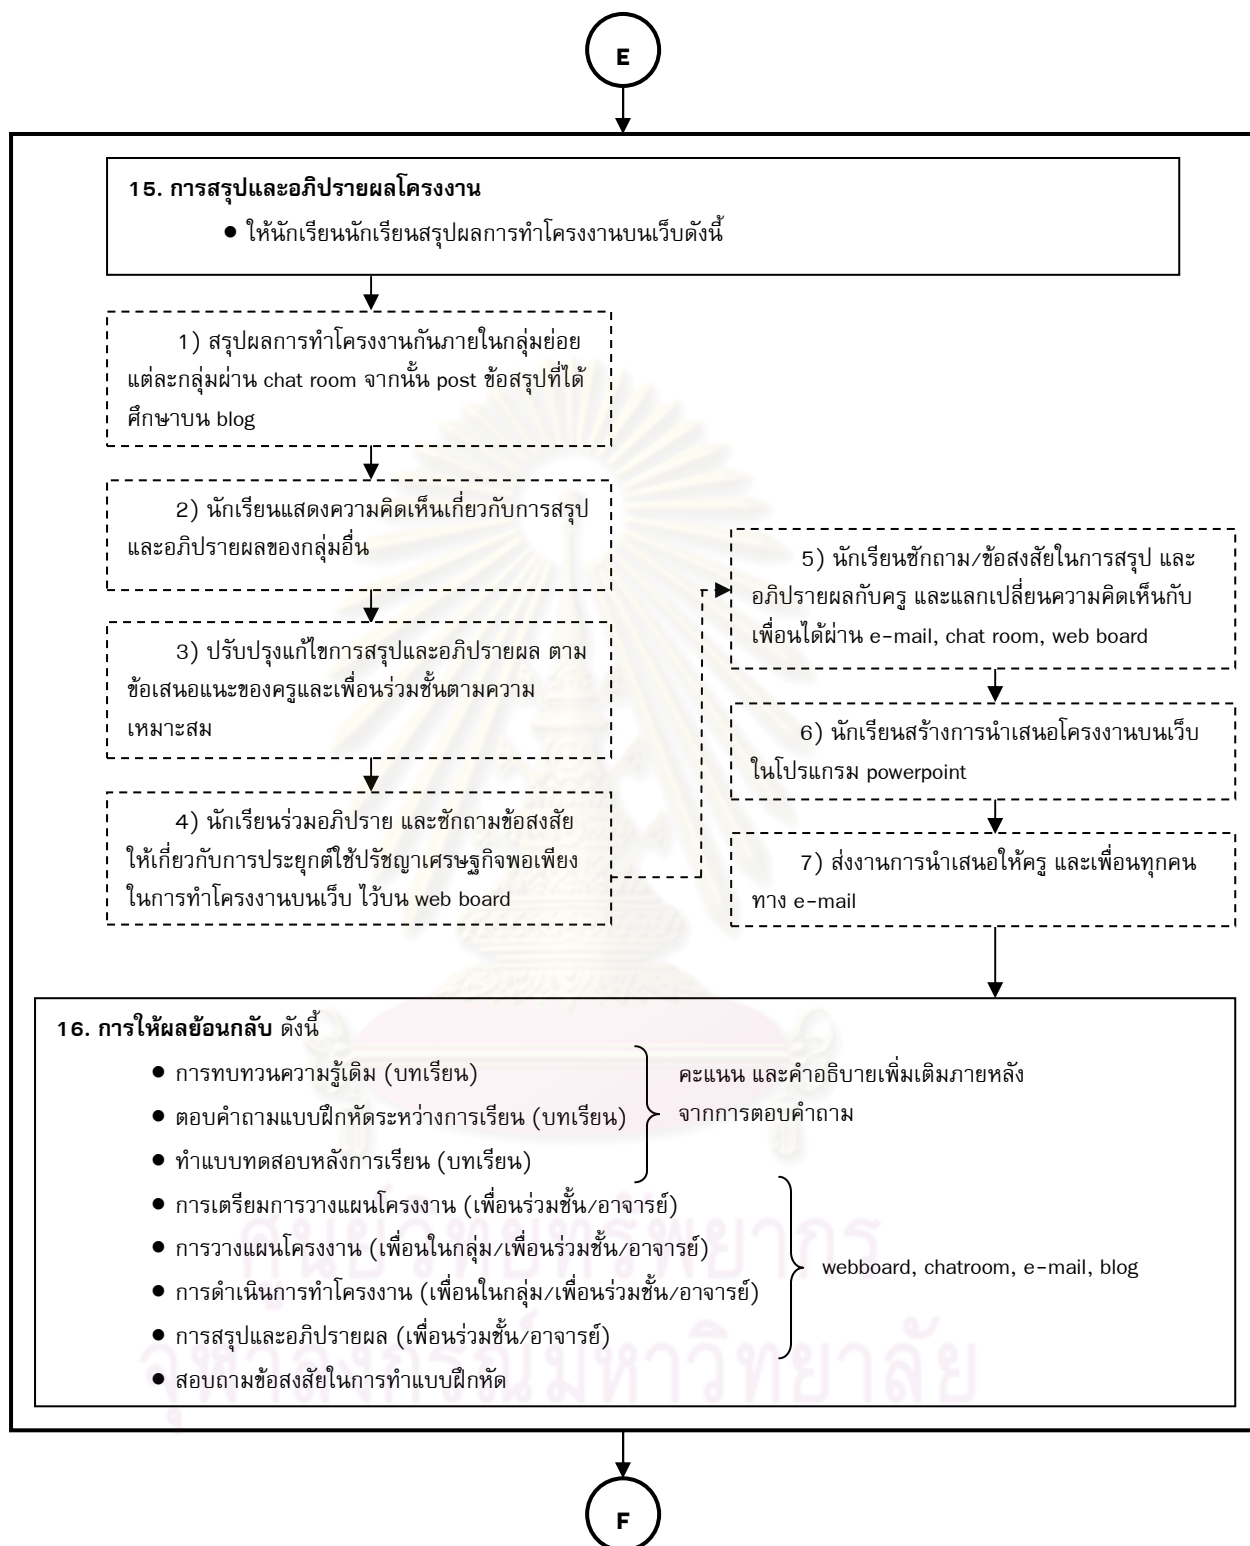 E
15. การสรุปและอภิปรายผลโครงงาน
● ให้นักเรียนนักเรียนสรุปผลการทำโครงงานบนเว็บดังนี้
1) สรุปผลการทำโครงงานกันภายในกลุ่มย่อย
แต่ละกลุ่มผ่าน chat room จากนั้น post ข้อสรุปที่ได้
ศึกษาบน blog
2) นักเรียนแสดงความคิดเห็นเกี่ยวกับการสรุป
และอภิปรายผลของกลุ่มอื่น
3) ปรับปรุงแก้ไขการสรุปและอภิปรายผล ตาม
ข้อเสนอแนะของครูและเพื่อนร่วมชั้นตามความ
เหมาะสม
4) นักเรียนร่วมอภิปราย และซักถามข้อสงสัย
ให้เกี่ยวกับการประยุกต์ใช้ปรัชญาเศรษฐกิจพอเพียง
ในการทำโครงงานบนเว็บ ไว้บน web board
5) นักเรียนซักถาม/ข้อสงสัยในการสรุป และ
อภิปรายผลกับครู และแลกเปลี่ยนความคิดเห็นกับ
เพื่อนได้ผ่าน e-mail, chat room, web board
6) นักเรียนสร้างการนำเสนอโครงงานบนเว็บ
ในโปรแกรม powerpoint
7) ส่งงานการนำเสนอให้ครู และเพื่อนทุกคน
ทาง e-mail
16. การให้ผลย้อนกลับ ดังนี้
● การทบทวนความรู้เดิม (บทเรียน)
● ตอบคำถามแบบฝึกหัดระหว่างการเรียน (บทเรียน)
● ทำแบบทดสอบหลังการเรียน (บทเรียน)
คะแนน และคำอธิบายเพิ่มเติมภายหลัง
จากการตอบคำถาม
● การเตรียมการวางแผนโครงงาน (เพื่อนร่วมชั้น/อาจารย์)
● การวางแผนโครงงาน (เพื่อนในกลุ่ม/เพื่อนร่วมชั้น/อาจารย์)
● การดำเนินการทำโครงงาน (เพื่อนในกลุ่ม/เพื่อนร่วมชั้น/อาจารย์)
● การสรุปและอภิปรายผล (เพื่อนร่วมชั้น/อาจารย์)
● สอบถามข้อสงสัยในการทำแบบฝึกหัด
webboard, chatroom, e-mail, blog
ศูนย์วิทยทรัพยากร
จุฬาลงกรณ์มหาวิทยาลัย
F